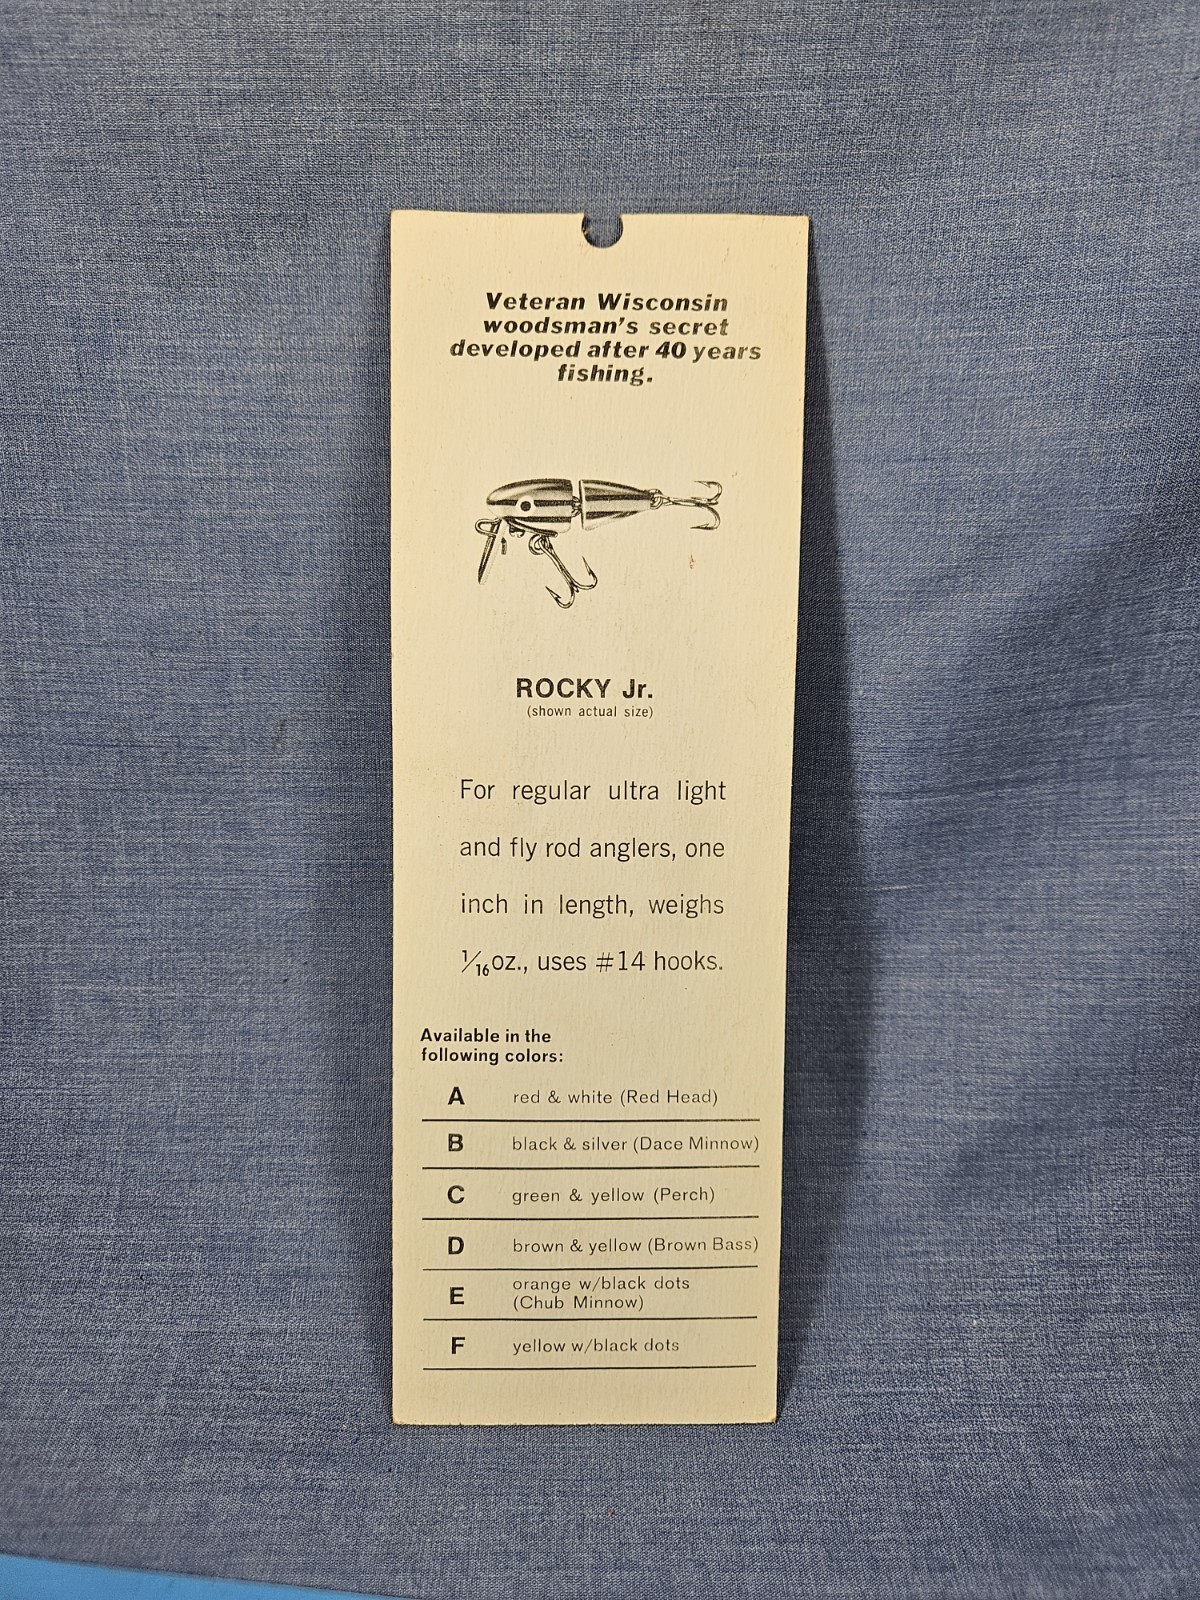 Veteran Wisconsin
woodsman's secret
developed after 40 years
fishing.
ROCKY Jr.
(shown actual size)
For regular ultra light
and fly rod anglers, one
inch in length, weighs
1/16 oz., uses #14 hooks.
Available in the
following colors:
A red & white (Red Head)
B black & silver (Dace Minnow)
C green & yellow (Perch)
D brown & yellow (Brown Bass)
E orange w/black dots
(Chub Minnow)
F yellow w/black dots